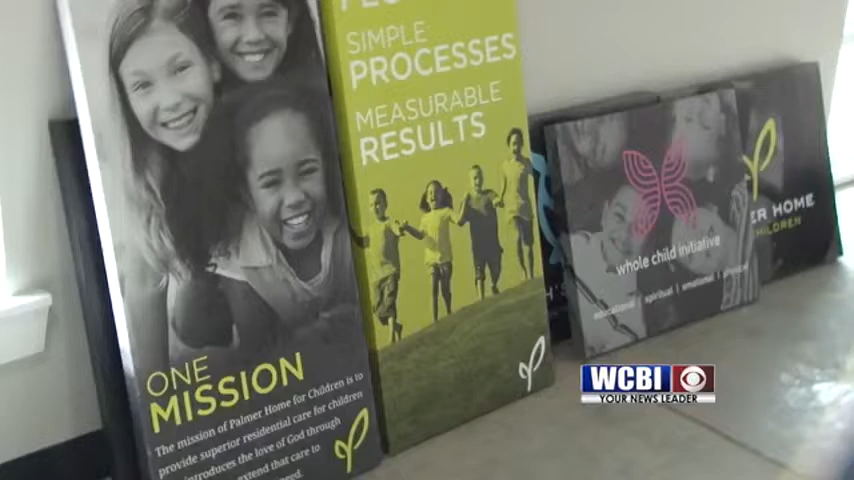 ONE
MISSION
The mission of Palmer Home for Children is to
provide superior residential care for children
introduces the love of God through
extend that care to
SIMPLE
PROCESSES
MEASURABLE
RESULTS
whole child initiative
educational | spiritual | emotional | physical
HOME
CHILDREN
WCBI
YOUR NEWS LEADER